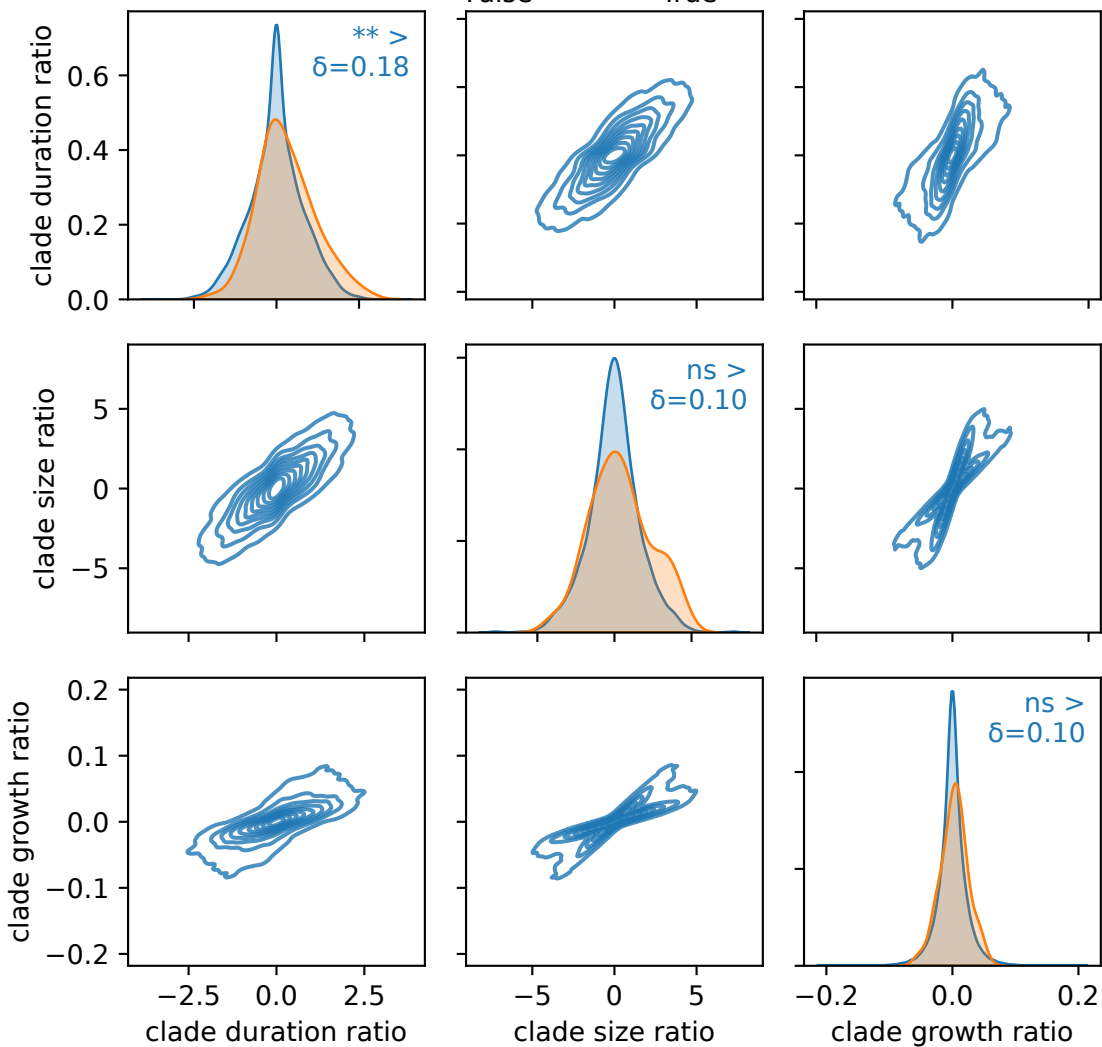 ** >
δ=0.18
clade duration ratio
0.6
0.4
0.2
0.0
ns >
δ=0.10
clade size ratio
5
0
−5
ns >
δ=0.10
clade growth ratio
0.2
0.1
0.0
−0.1
−0.2
−2.5 0.0 2.5
−5 0 5
−0.2 0.0 0.2
clade duration ratio
clade size ratio
clade growth ratio